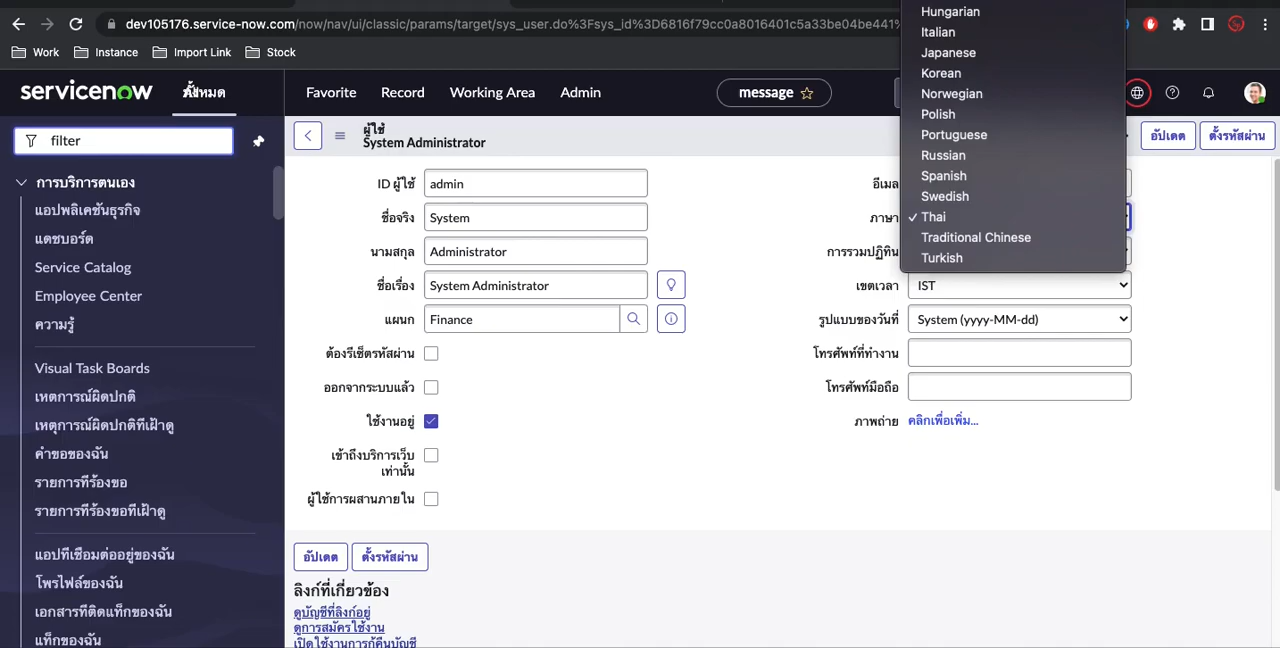 dev105176.service-now.com/now/nav/ui/classic/params/target/sys_user.do%3Fsys_id%3D6816f79cc0a8016401c5a33be04be441%
Work Instance Import Link Stock
servicenow ทั้งหมด Favorite Record Working Area Admin message
filter
การบริการตนเอง
แอปพลิเคชันธุรกิจ
แดชบอร์ด
Service Catalog
Employee Center
ความรู้
Visual Task Boards
เหตุการณ์ผิดปกติ
เหตุการณ์ผิดปกติที่เฝ้าดู
คำขอของฉัน
รายการที่ร้องขอ
รายการที่ร้องขอที่เฝ้าดู
แอปที่เชื่อมต่ออยู่ของฉัน
โพรไฟล์ของฉัน
เอกสารที่ติดแท็กของฉัน
แท็กของฉัน
ผู้ใช้
System Administrator
อัปเดต ตั้งรหัสผ่าน
ID ผู้ใช้ admin
ชื่อจริง System
นามสกุล Administrator
ชื่อเรื่อง System Administrator
แผนก Finance
ต้องรีเซ็ตรหัสผ่าน
ออกจากระบบแล้ว
ใช้งานอยู่
เข้าถึงบริการเว็บ
เท่านั้น
ผู้ใช้การผสานภายใน
อีเมล
ภาษา
การรวมปฏิทิน
เขตเวลา IST
รูปแบบของวันที่ System (yyyy-MM-dd)
โทรศัพท์ที่ทำงาน
โทรศัพท์มือถือ
ภาพถ่าย คลิกเพื่อเพิ่ม...
Hungarian
Italian
Japanese
Korean
Norwegian
Polish
Portuguese
Russian
Spanish
Swedish
✓ Thai
Traditional Chinese
Turkish
อัปเดต ตั้งรหัสผ่าน
ลิงก์ที่เกี่ยวข้อง
ดูบัญชีที่ลิงก์อยู่
ดูการสมัครใช้งาน
เปิดใช้งานการกู้คืนบัญชี